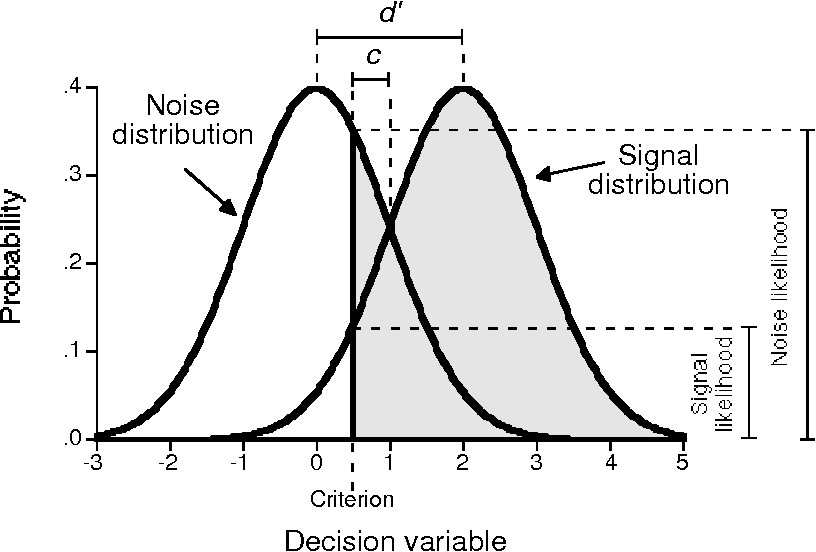 d'
c
.4
.3
.2
.1
.0
Probability
Noise
distribution
Signal
distribution
Noise likelihood
Signal
likelihood
-3 -2 -1 0 1 2 3 4 5
Criterion
Decision variable